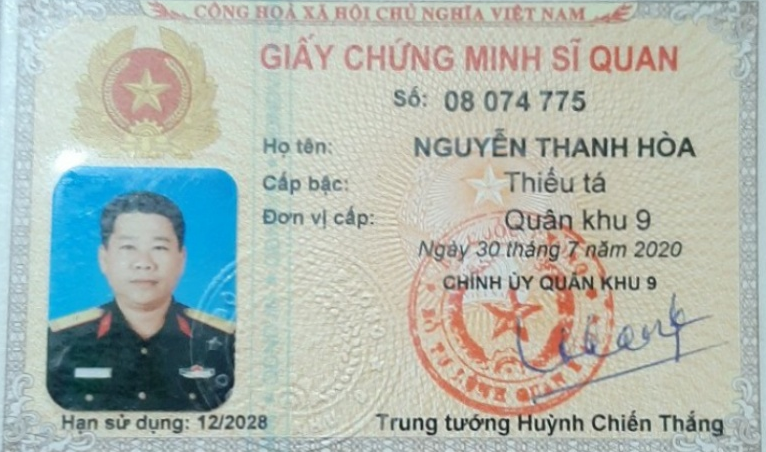 CÔNG HOÀ XÃ HỘI CHỦ NGHĨA VIỆT NAM
GIẤY CHỨNG MINH SĨ QUAN
Số: 08 074 775
Họ tên: NGUYỄN THANH HÒA
Cấp bậc: Thiếu tá
Đơn vị cấp: Quân khu 9
Ngày 30 tháng 7 năm 2020
CHÍNH ỦY QUÂN KHU 9
Hạn sử dụng: 12/2028
Trung tướng Huỳnh Chiến Thắng